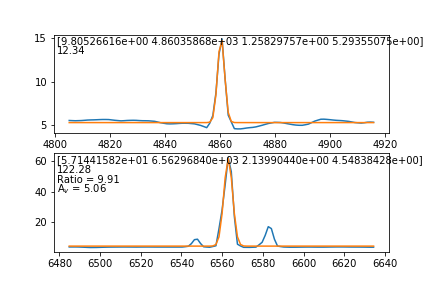 [9.80526616e+00 4.86035868e+03 1.25829757e+00 5.29355075e+00]
12.34
15
10
5
4800 4820 4840 4860 4880 4900 4920
[5.71441582e+01 6.56296840e+03 2.13990440e+00 4.54838428e+00]
122.28
Ratio = 9.91
Av = 5.06
60
40
20
6480 6500 6520 6540 6560 6580 6600 6620 6640